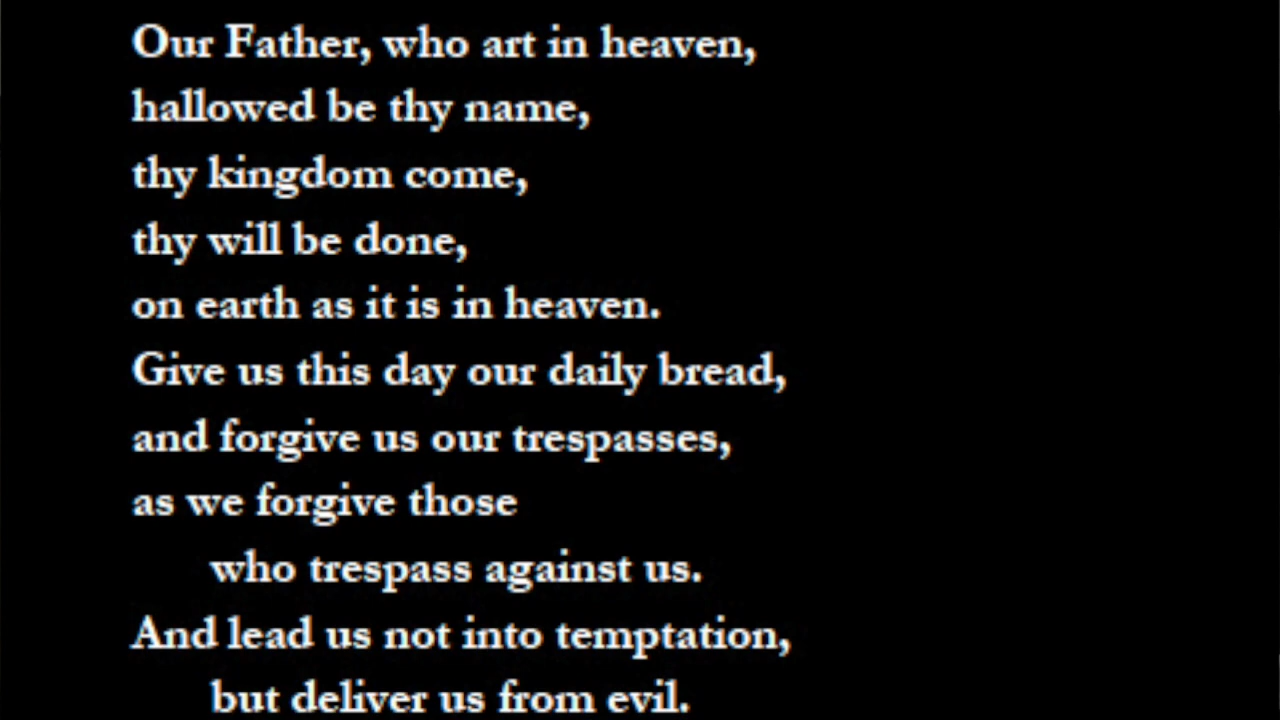 Our Father, who art in heaven,
hallowed be thy name,
thy kingdom come,
thy will be done,
on earth as it is in heaven.
Give us this day our daily bread,
and forgive us our trespasses,
as we forgive those
who trespass against us.
And lead us not into temptation,
but deliver us from evil.